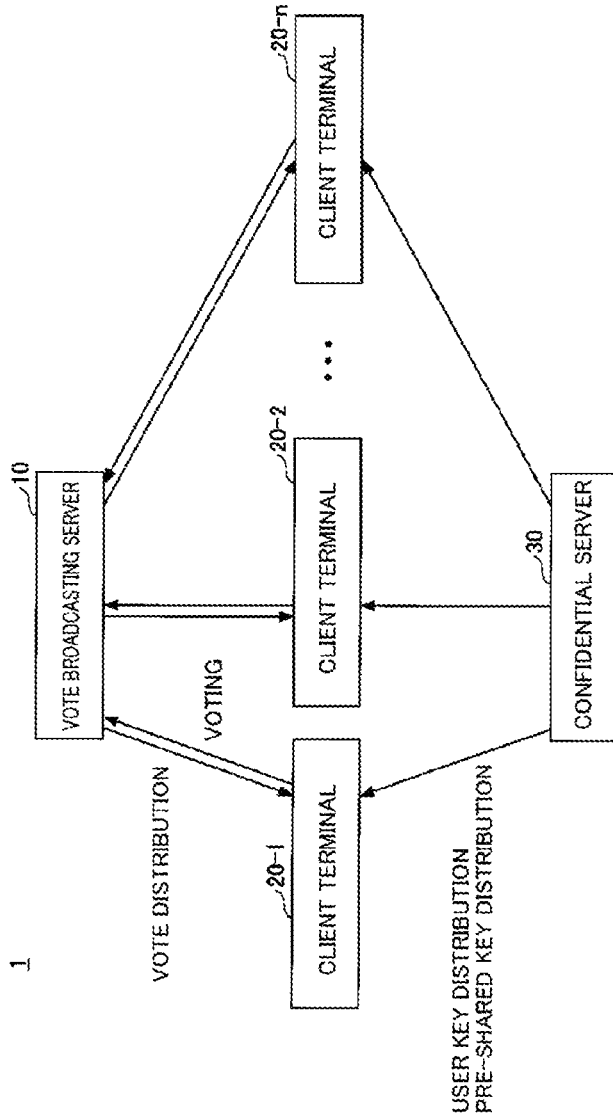 1
10
VOTE BROADCASTING SERVER
VOTE DISTRIBUTION
VOTING
20-1
CLIENT TERMINAL
20-2
CLIENT TERMINAL
...
20-n
CLIENT TERMINAL
USER KEY DISTRIBUTION
PRE-SHARED KEY DISTRIBUTION
30
CONFIDENTIAL SERVER